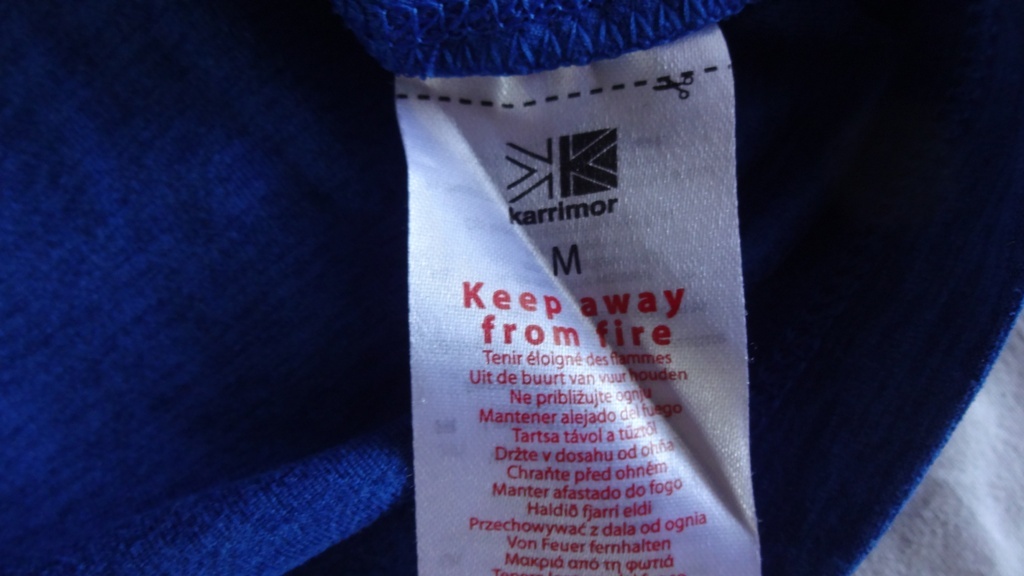 karrimor
M
Keep away
from fire
Tenir éloigné des flammes
Uit de buurt van vuur houden
Ne približujte ognju
Mantener alejado del fuego
Tartsa távol a tűztől
Držte v dosahu od ohňa
Chraňte před ohněm
Manter afastado do fogo
Haldið fjarri eldi
Przechowywać z dala od ognia
Von Feuer fernhalten
Μακριά από τη φωτιά